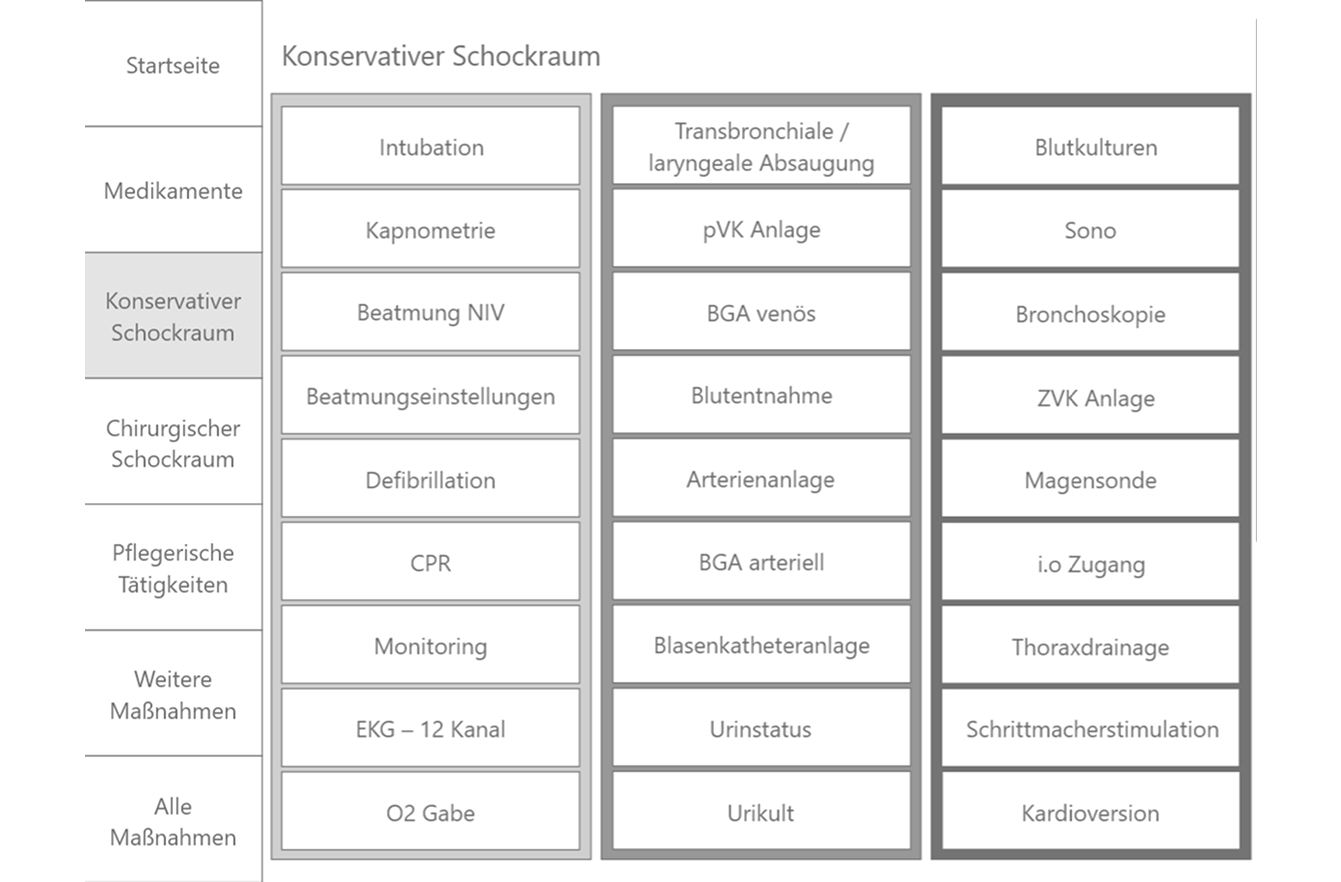 Startseite
Medikamente
Konservativer
Schockraum
Chirurgischer
Schockraum
Pflegerische
Tätigkeiten
Weitere
Maßnahmen
Alle
Maßnahmen
Konservativer Schockraum
Intubation
Kapnometrie
Beatmung NIV
Beatmungseinstellungen
Defibrillation
CPR
Monitoring
EKG – 12 Kanal
O2 Gabe
Transbronchiale /
laryngeale Absaugung
pVK Anlage
BGA venös
Blutentnahme
Arterienanlage
BGA arteriell
Blasenkatheteranlage
Urinstatus
Urikult
Blutkulturen
Sono
Bronchoskopie
ZVK Anlage
Magensonde
i.o Zugang
Thoraxdrainage
Schrittmacherstimulation
Kardioversion